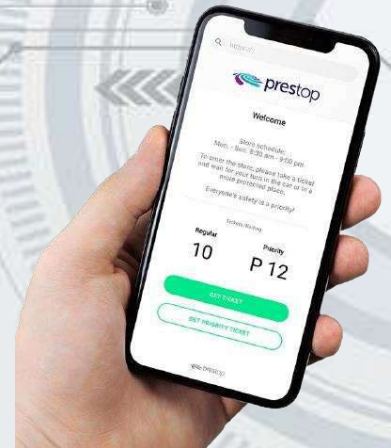 prestop
Welcome
Store schedule:
Mon. - Sun. 8:30 am - 9:00 pm
To enter the store, please take a ticket
and wait for your turn in the car or in a
more protected place.
Everyone's safety is a priority!
Tickets Waiting
Regular
10
Priority
P 12
GET TICKET
GET PRIORITY TICKET
prestop